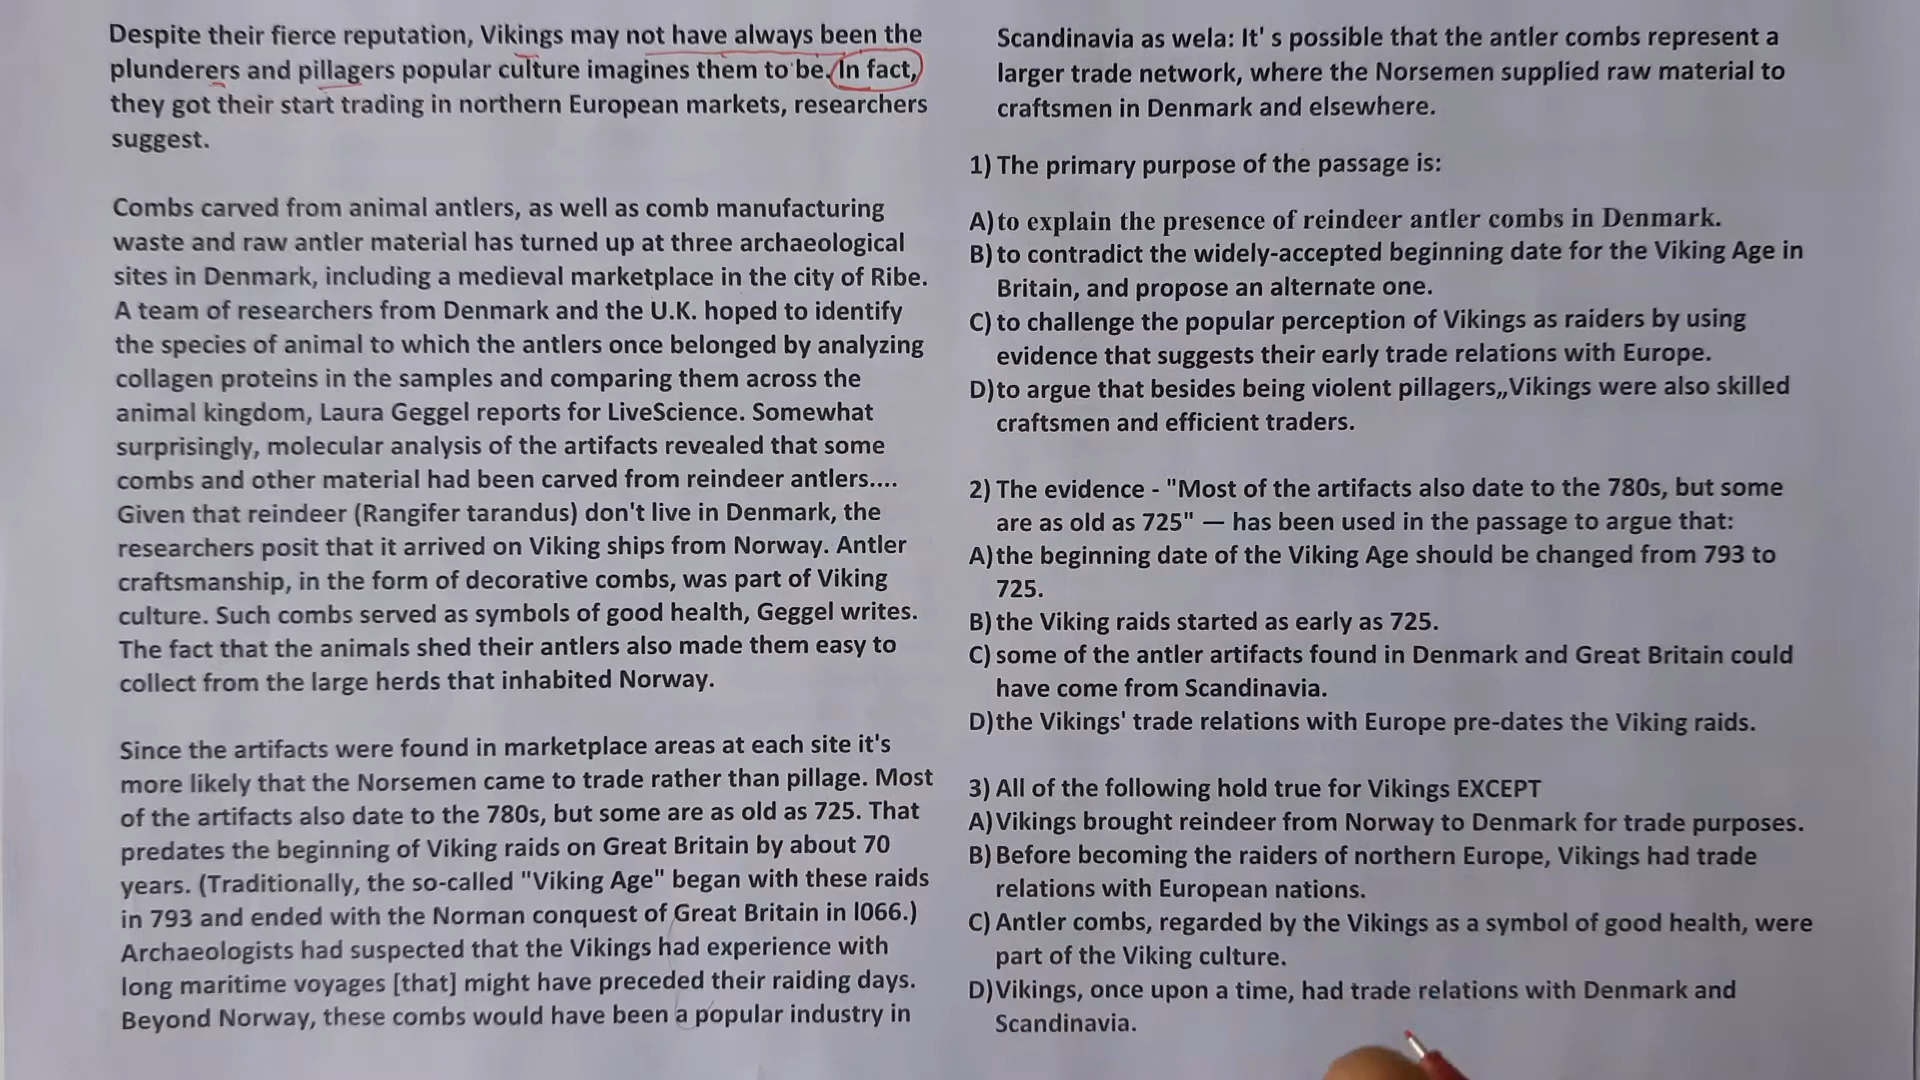 Despite their fierce reputation, Vikings may not have always been the
plunderers and pillagers popular culture imagines them to be. In fact,
they got their start trading in northern European markets, researchers
suggest.
Combs carved from animal antlers, as well as comb manufacturing
waste and raw antler material has turned up at three archaeological
sites in Denmark, including a medieval marketplace in the city of Ribe.
A team of researchers from Denmark and the U.K. hoped to identify
the species of animal to which the antlers once belonged by analyzing
collagen proteins in the samples and comparing them across the
animal kingdom, Laura Geggel reports for LiveScience. Somewhat
surprisingly, molecular analysis of the artifacts revealed that some
combs and other material had been carved from reindeer antlers....
Given that reindeer (Rangifer tarandus) don't live in Denmark, the
researchers posit that it arrived on Viking ships from Norway. Antler
craftsmanship, in the form of decorative combs, was part of Viking
culture. Such combs served as symbols of good health, Geggel writes.
The fact that the animals shed their antlers also made them easy to
collect from the large herds that inhabited Norway.
Since the artifacts were found in marketplace areas at each site it's
more likely that the Norsemen came to trade rather than pillage. Most
of the artifacts also date to the 780s, but some are as old as 725. That
predates the beginning of Viking raids on Great Britain by about 70
years. (Traditionally, the so-called "Viking Age" began with these raids
in 793 and ended with the Norman conquest of Great Britain in l066.)
Archaeologists had suspected that the Vikings had experience with
long maritime voyages [that] might have preceded their raiding days.
Beyond Norway, these combs would have been a popular industry in
Scandinavia as wela: It' s possible that the antler combs represent a
larger trade network, where the Norsemen supplied raw material to
craftsmen in Denmark and elsewhere.
1) The primary purpose of the passage is:
A) to explain the presence of reindeer antler combs in Denmark.
B) to contradict the widely-accepted beginning date for the Viking Age in
Britain, and propose an alternate one.
C) to challenge the popular perception of Vikings as raiders by using
evidence that suggests their early trade relations with Europe.
D) to argue that besides being violent pillagers,,Vikings were also skilled
craftsmen and efficient traders.
2) The evidence - "Most of the artifacts also date to the 780s, but some
are as old as 725" — has been used in the passage to argue that:
A) the beginning date of the Viking Age should be changed from 793 to
725.
B) the Viking raids started as early as 725.
C) some of the antler artifacts found in Denmark and Great Britain could
have come from Scandinavia.
D) the Vikings' trade relations with Europe pre-dates the Viking raids.
3) All of the following hold true for Vikings EXCEPT
A) Vikings brought reindeer from Norway to Denmark for trade purposes.
B) Before becoming the raiders of northern Europe, Vikings had trade
relations with European nations.
C) Antler combs, regarded by the Vikings as a symbol of good health, were
part of the Viking culture.
D) Vikings, once upon a time, had trade relations with Denmark and
Scandinavia.